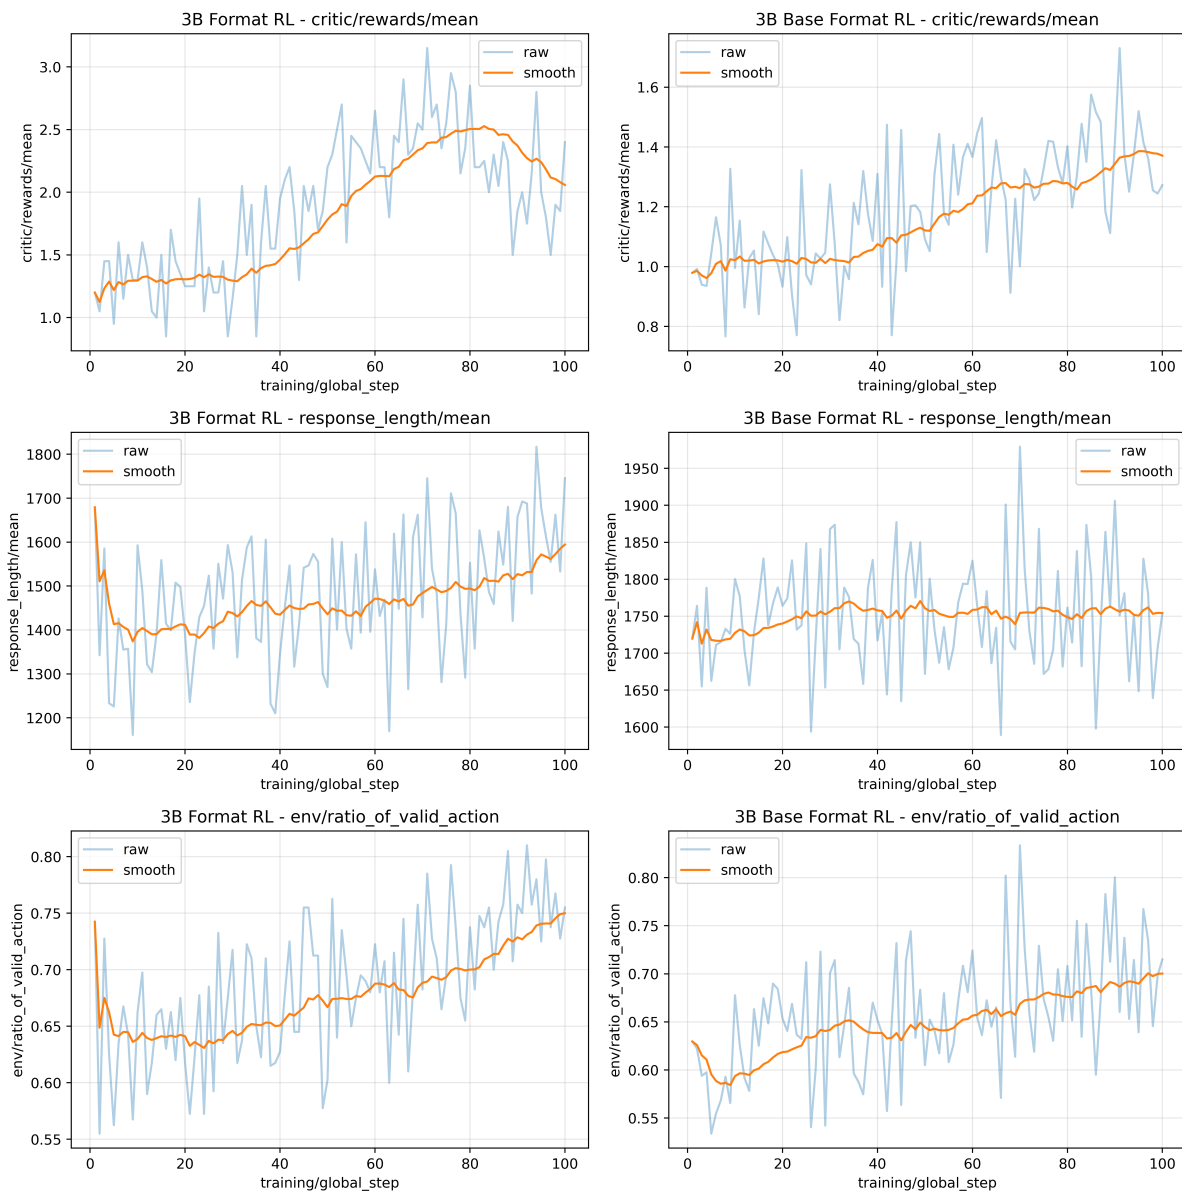 3B Format RL - critic/rewards/mean
critic/rewards/mean
3.0
2.5
2.0
1.5
1.0
raw
smooth
0 20 40 60 80 100
training/global_step
3B Base Format RL - critic/rewards/mean
critic/rewards/mean
1.6
1.4
1.2
1.0
0.8
raw
smooth
0 20 40 60 80 100
training/global_step
3B Format RL - response_length/mean
response_length/mean
1800
1700
1600
1500
1400
1300
1200
raw
smooth
0 20 40 60 80 100
training/global_step
3B Base Format RL - response_length/mean
response_length/mean
1950
1900
1850
1800
1750
1700
1650
1600
raw
smooth
0 20 40 60 80 100
training/global_step
3B Format RL - env/ratio_of_valid_action
env/ratio_of_valid_action
0.80
0.75
0.70
0.65
0.60
0.55
raw
smooth
0 20 40 60 80 100
training/global_step
3B Base Format RL - env/ratio_of_valid_action
env/ratio_of_valid_action
0.80
0.75
0.70
0.65
0.60
0.55
raw
smooth
0 20 40 60 80 100
training/global_step